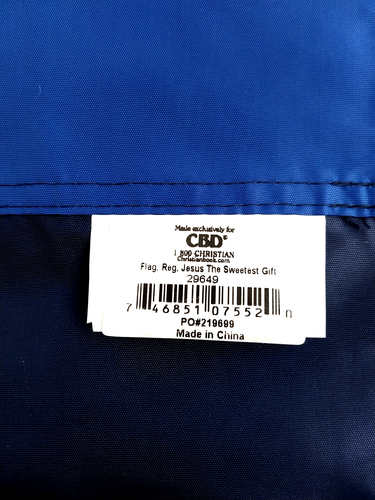 Made exclusively for
CBD®
1 800 CHRISTIAN
Christianbook.com
Flag, Reg, Jesus The Sweetest Gift
29649
7 46851 07552 0
PO#219699
Made in China